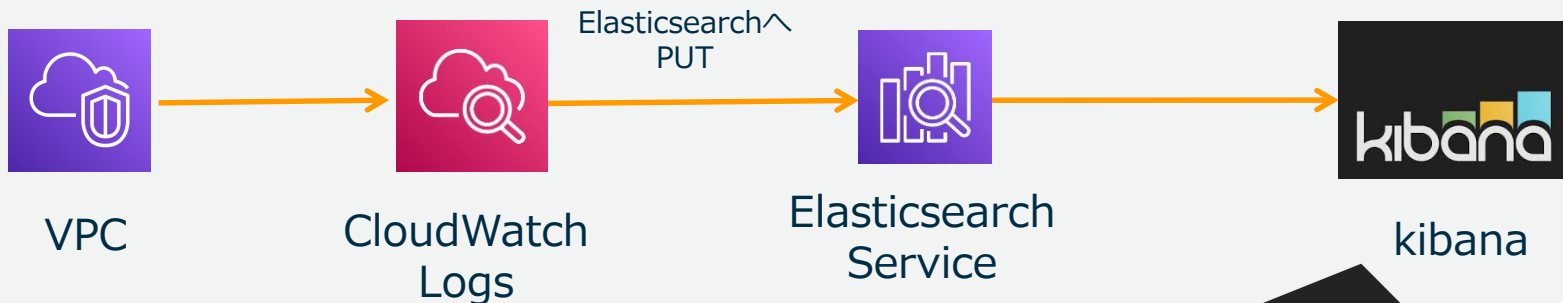 Elasticsearchへ
PUT
kibana
VPC
CloudWatch
Logs
Elasticsearch
Service
kibana